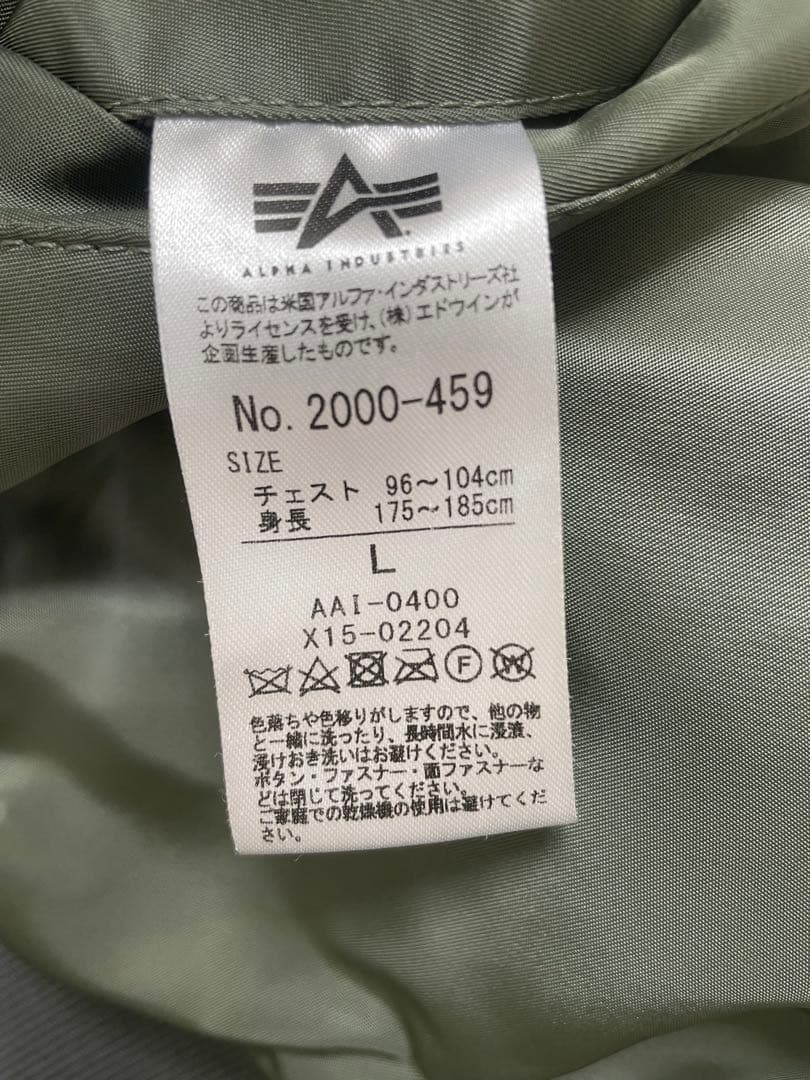 ALPHA INDUSTRIES
この商品は米国アルファ・インダストリーズ社
よりライセンスを受け、(株)エドウインが
企画生産したものです。
No. 2000-459
SIZE
チェスト 96～104cm
身長 175～185cm
L
AAI-0400
X15-02204
F W
色落ちや色移りがしますので、他の物
と一緒に洗ったり、長時間水に浸漬、
浸けおき洗いはお避けください。
ボタン・ファスナー・面ファスナーな
どは閉じて洗ってください。
ご家庭での乾燥機の使用は避けてくだ
さい。